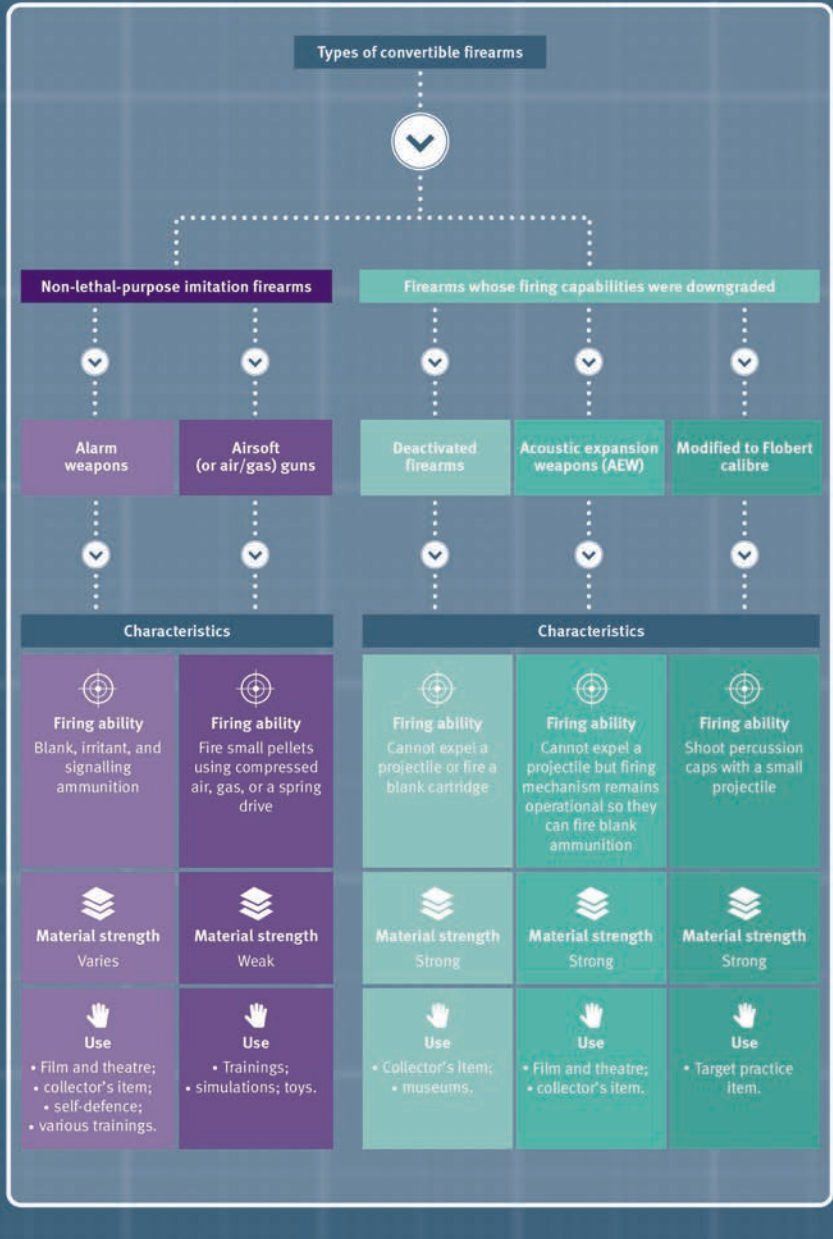 Types of convertible firearms
Non-lethal-purpose imitation firearms
Firearms whose firing capabilities were downgraded
Alarm
weapons
Airsoft
(or air/gas) guns
Deactivated
firearms
Acoustic expansion
weapons (AEW)
Modified to Flobert
calibre
Characteristics
Characteristics
Firing ability
Blank, irritant, and
signalling
ammunition
Firing ability
Fire small pellets
using compressed
air, gas, or a spring
drive
Firing ability
Cannot expel a
projectile or fire a
blank cartridge
Firing ability
Cannot expel a
projectile but firing
mechanism remains
operational so they
can fire blank
ammunition
Firing ability
Shoot percussion
caps with a small
projectile
Material strength
Varies
Material strength
Weak
Material strength
Strong
Material strength
Strong
Material strength
Strong
Use
• Film and theatre;
• collector's item;
• self-defence;
• various trainings.
Use
• Trainings;
• simulations; toys.
Use
• Collector's item;
• museums.
Use
• Film and theatre;
• collector's item.
Use
• Target practice
item.